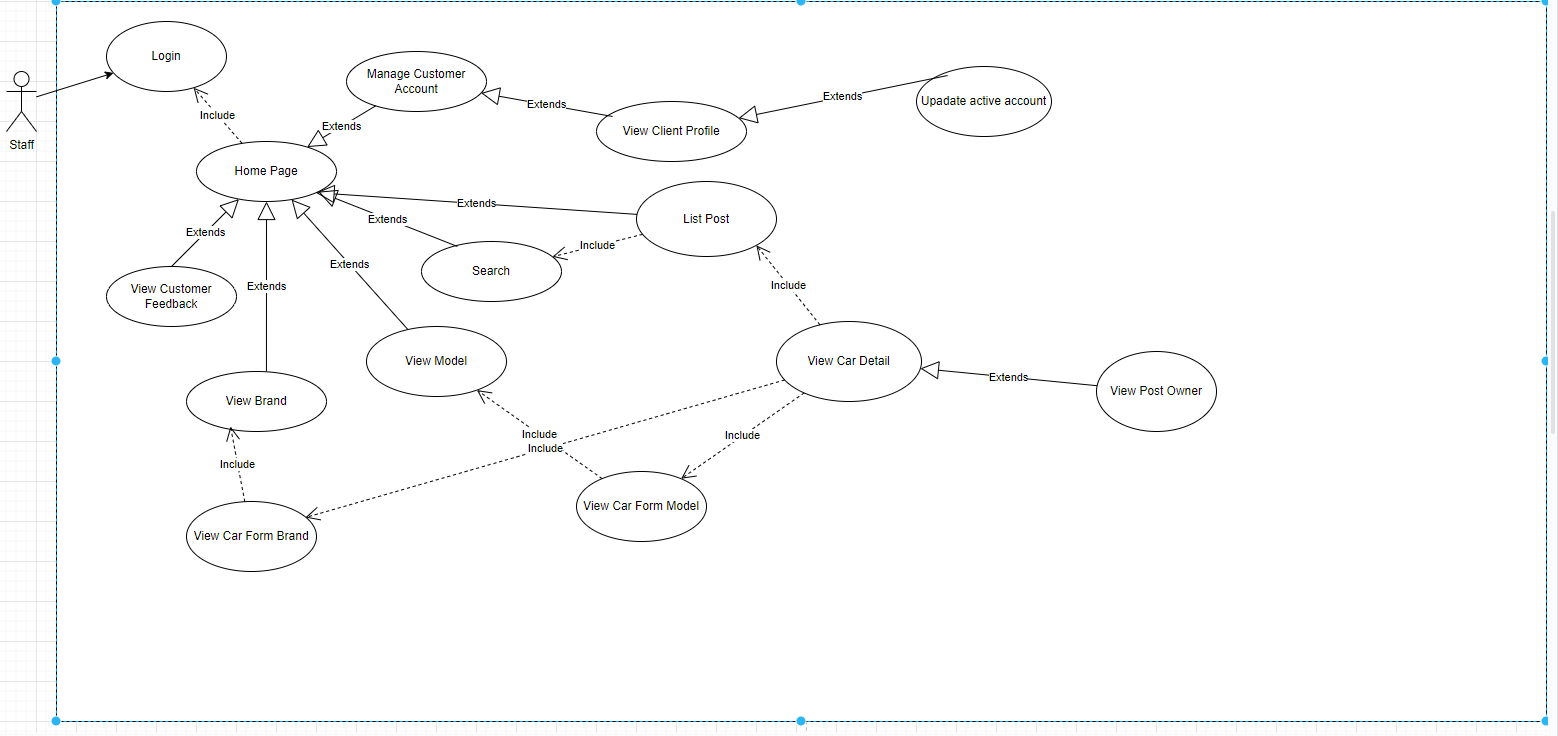 Login
Manage Customer
Account
Extends
Extends
Upadate active account
Include
Extends
View Client Profile
Staff
Home Page
Extends
List Post
Extends
Extends
Include
Extends
Search
View Customer
Feedback
Extends
Include
View Model
View Car Detail
Extends
View Post Owner
View Brand
Include
Include
Include
Include
View Car Form Model
View Car Form Brand